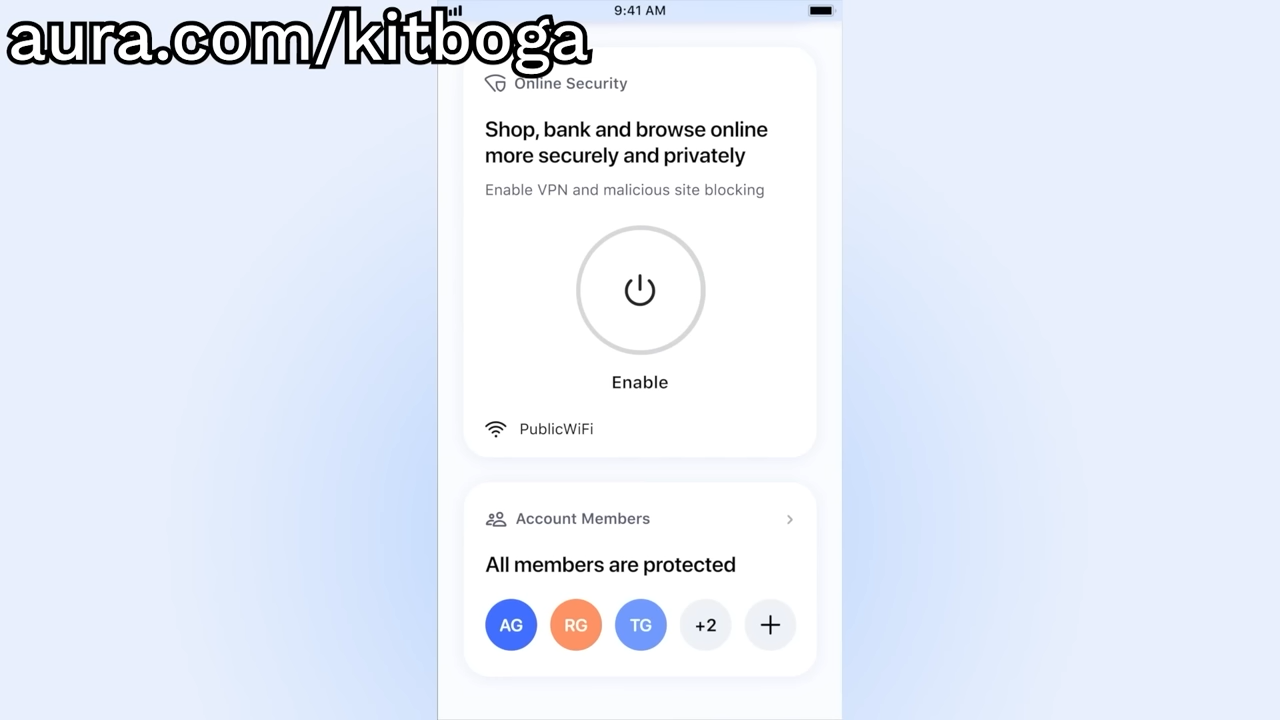 aura.com/kitboga
9:41 AM
Online Security
Shop, bank and browse online
more securely and privately
Enable VPN and malicious site blocking
Enable
PublicWiFi
Account Members
All members are protected
AG RG TG +2